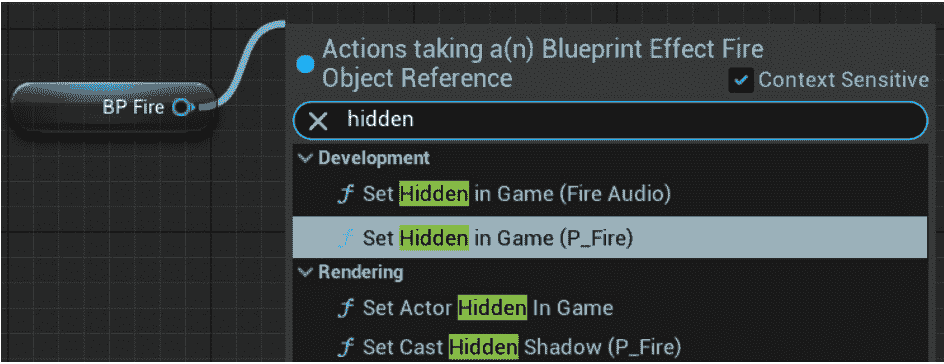 Actions taking a(n) Blueprint Effect Fire
Object Reference
Context Sensitive
BP Fire
hidden
Development
f Set Hidden in Game (Fire Audio)
f Set Hidden in Game (P_Fire)
Rendering
f Set Actor Hidden In Game
f Set Cast Hidden Shadow (P_Fire)